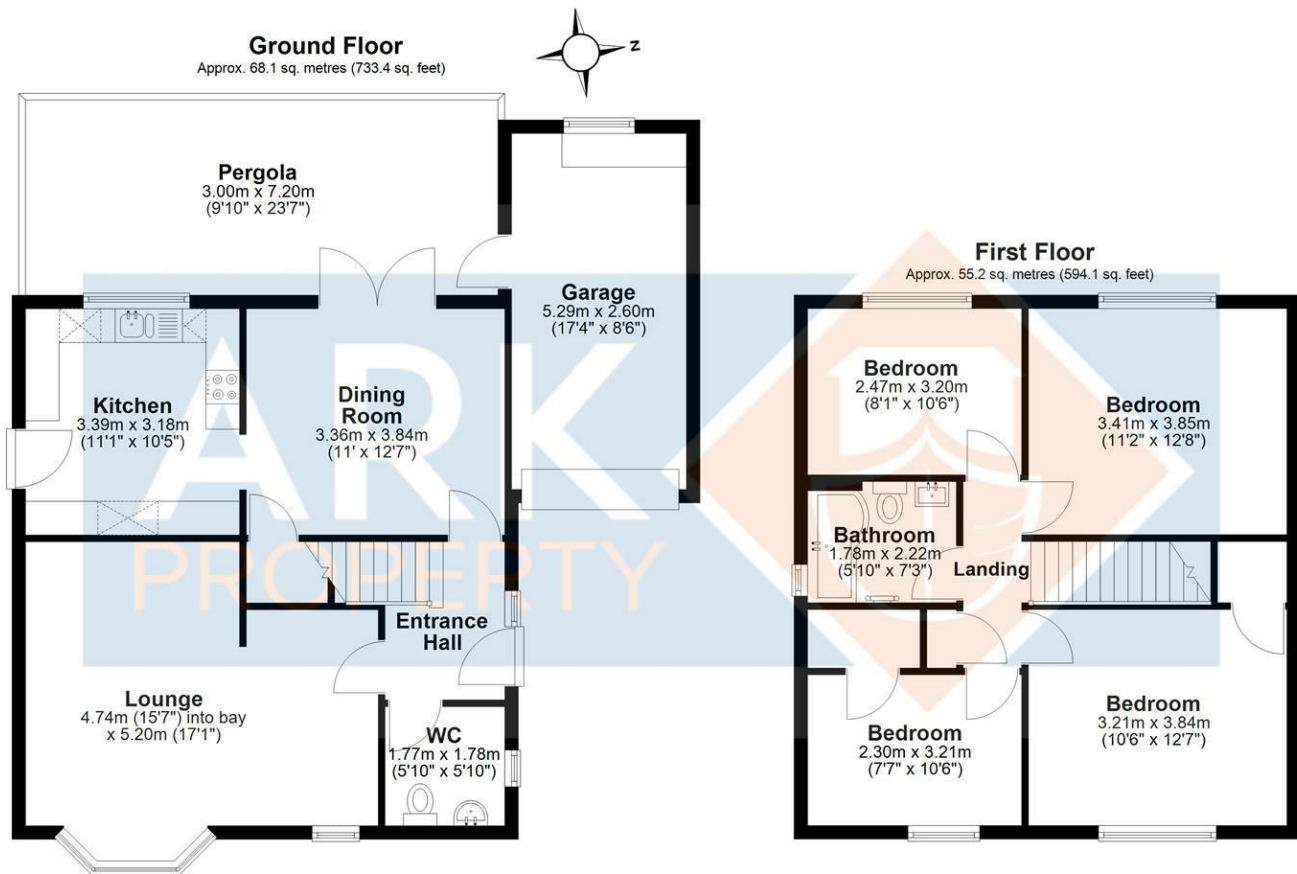 Ground Floor
Approx. 68.1 sq. metres (733.4 sq. feet)
Z
Pergola
3.00m x 7.20m
(9'10" x 23'7")
Garage
5.29m x 2.60m
(17'4" x 8'6")
Kitchen
3.39m x 3.18m
(11'1" x 10'5")
Dining
Room
3.36m x 3.84m
(11' x 12'7")
Entrance
Hall
Lounge
4.74m (15'7") into bay
x 5.20m (17'1")
WC
1.77m x 1.78m
(5'10" x 5'10")
First Floor
Approx. 55.2 sq. metres (594.1 sq. feet)
Bedroom
2.47m x 3.20m
(8'1" x 10'6")
Bedroom
3.41m x 3.85m
(11'2" x 12'8")
Bathroom
1.78m x 2.22m
(5'10" x 7'3")
Landing
Bedroom
2.30m x 3.21m
(7'7" x 10'6")
Bedroom
3.21m x 3.84m
(10'6" x 12'7")
ARK
PROPERTY